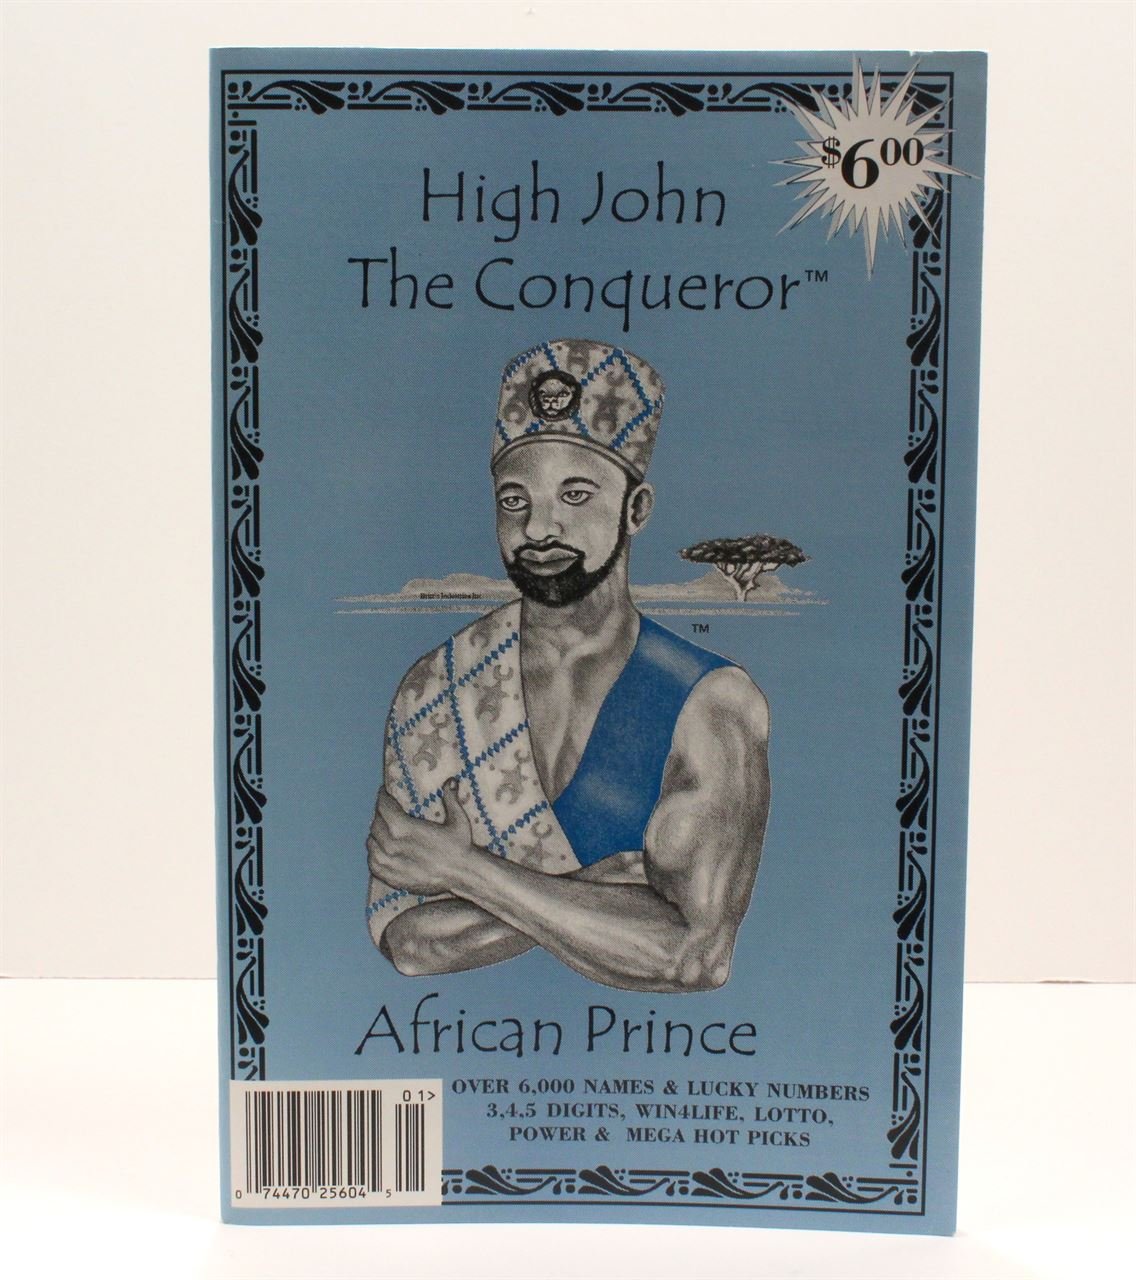 $6.00
High John
The Conqueror™
TM
African Prince
OVER 6,000 NAMES & LUCKY NUMBERS
3,4,5 DIGITS, WIN4LIFE, LOTTO,
POWER & MEGA HOT PICKS
01>
0 74470 25604 5